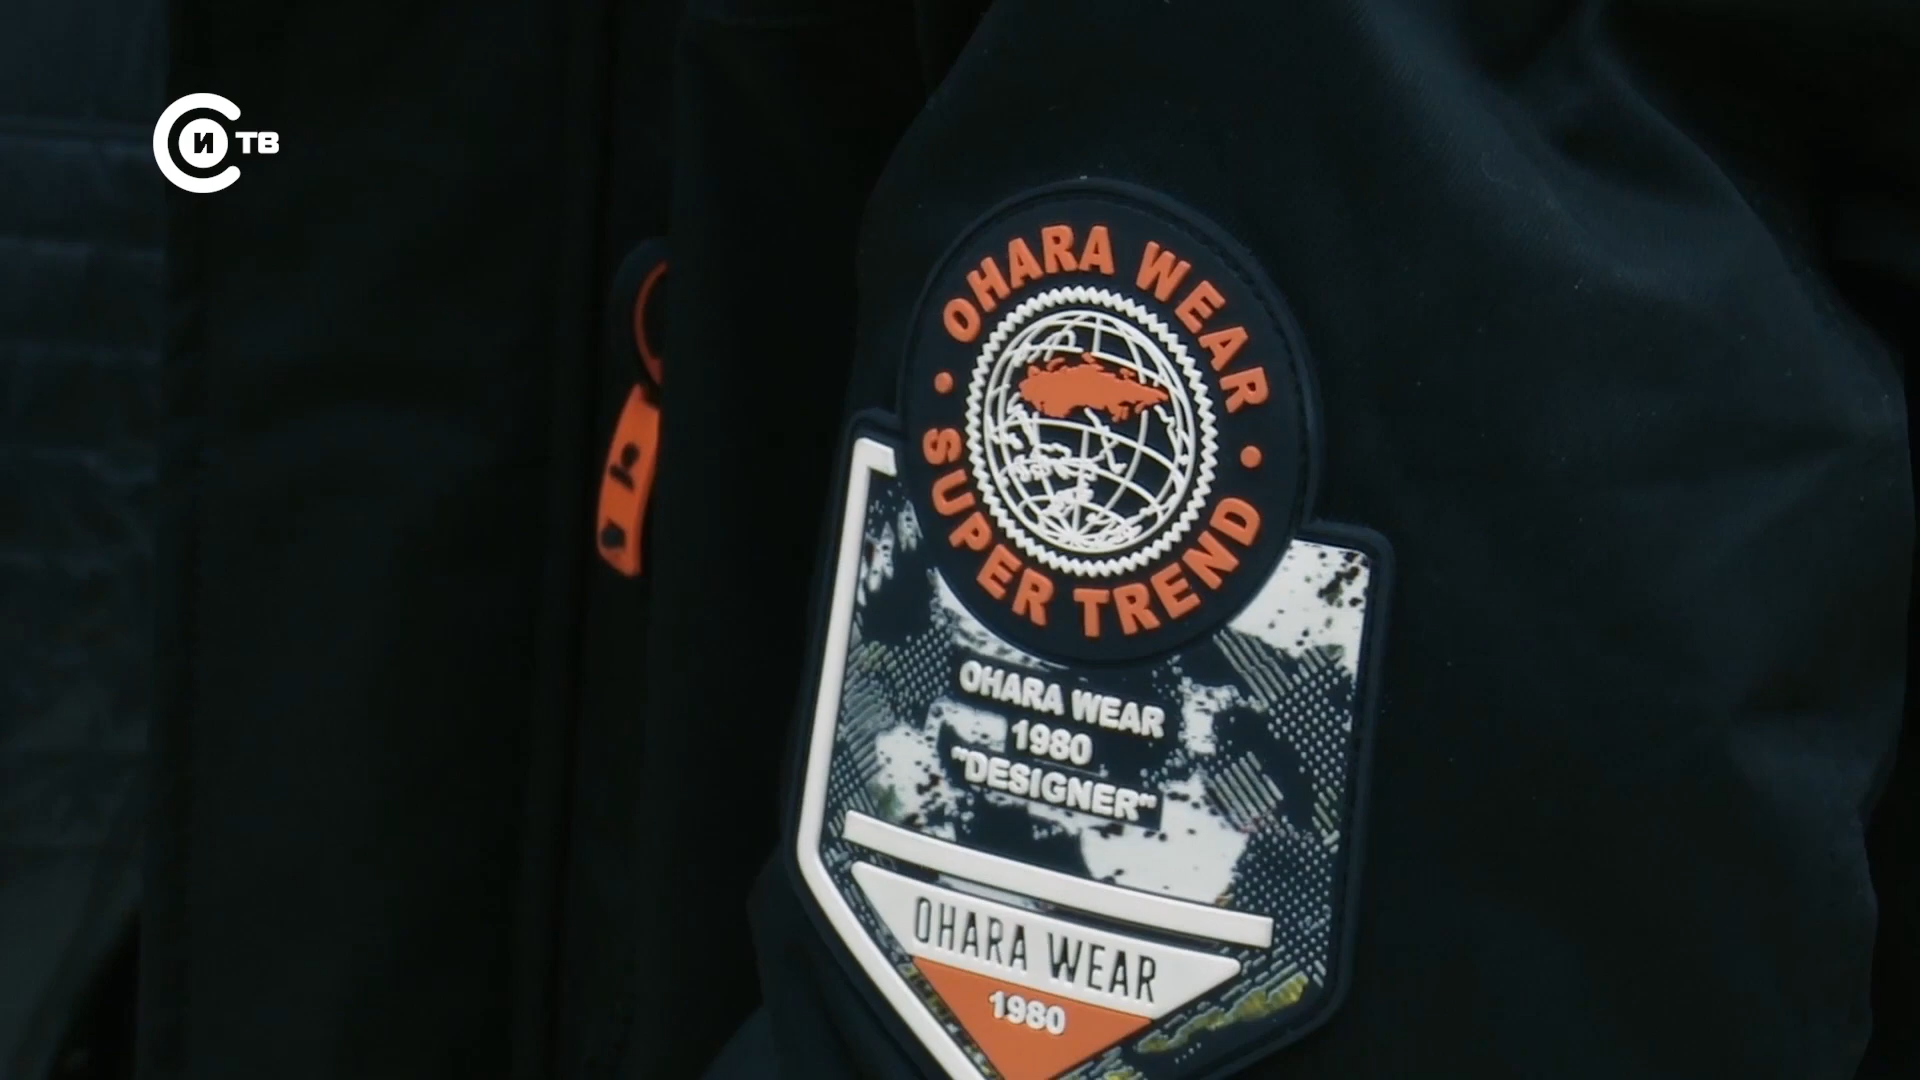 СИ ТВ
OHARA WEAR
SUPER TREND
OHARA WEAR
1980
"DESIGNER"
OHARA WEAR
1980